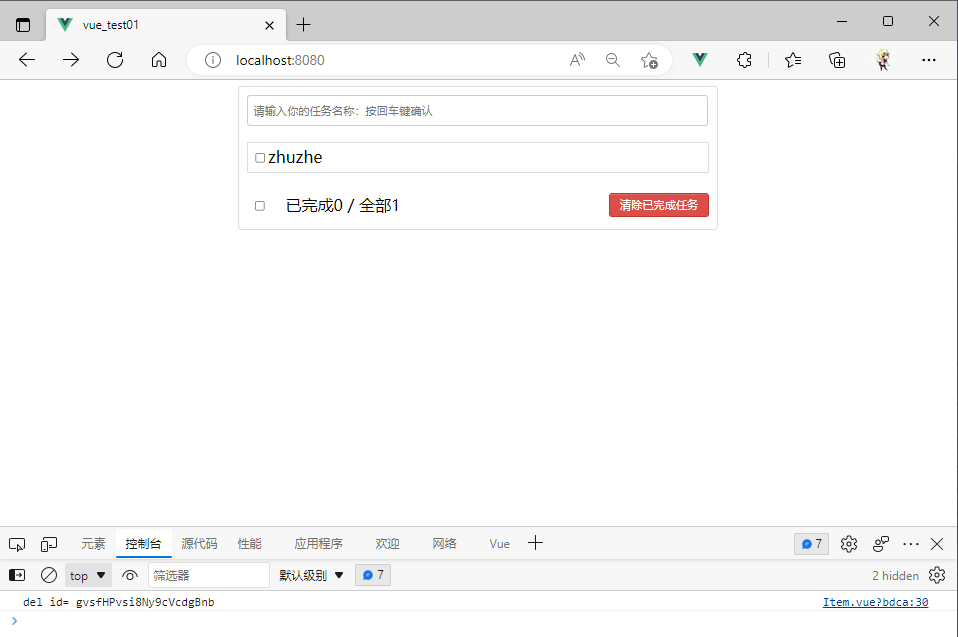 vue_test01
localhost:8080
请输入你的任务名称：按回车键确认
zhuzhe
已完成0 / 全部1
清除已完成任务
元素 控制台 源代码 性能 应用程序 欢迎 网络 Vue 7
top 筛选器 默认级别 7 2 hidden
del id= gvsfHPvsi8Ny9cVcdgBnb Item.vue?bdca:30